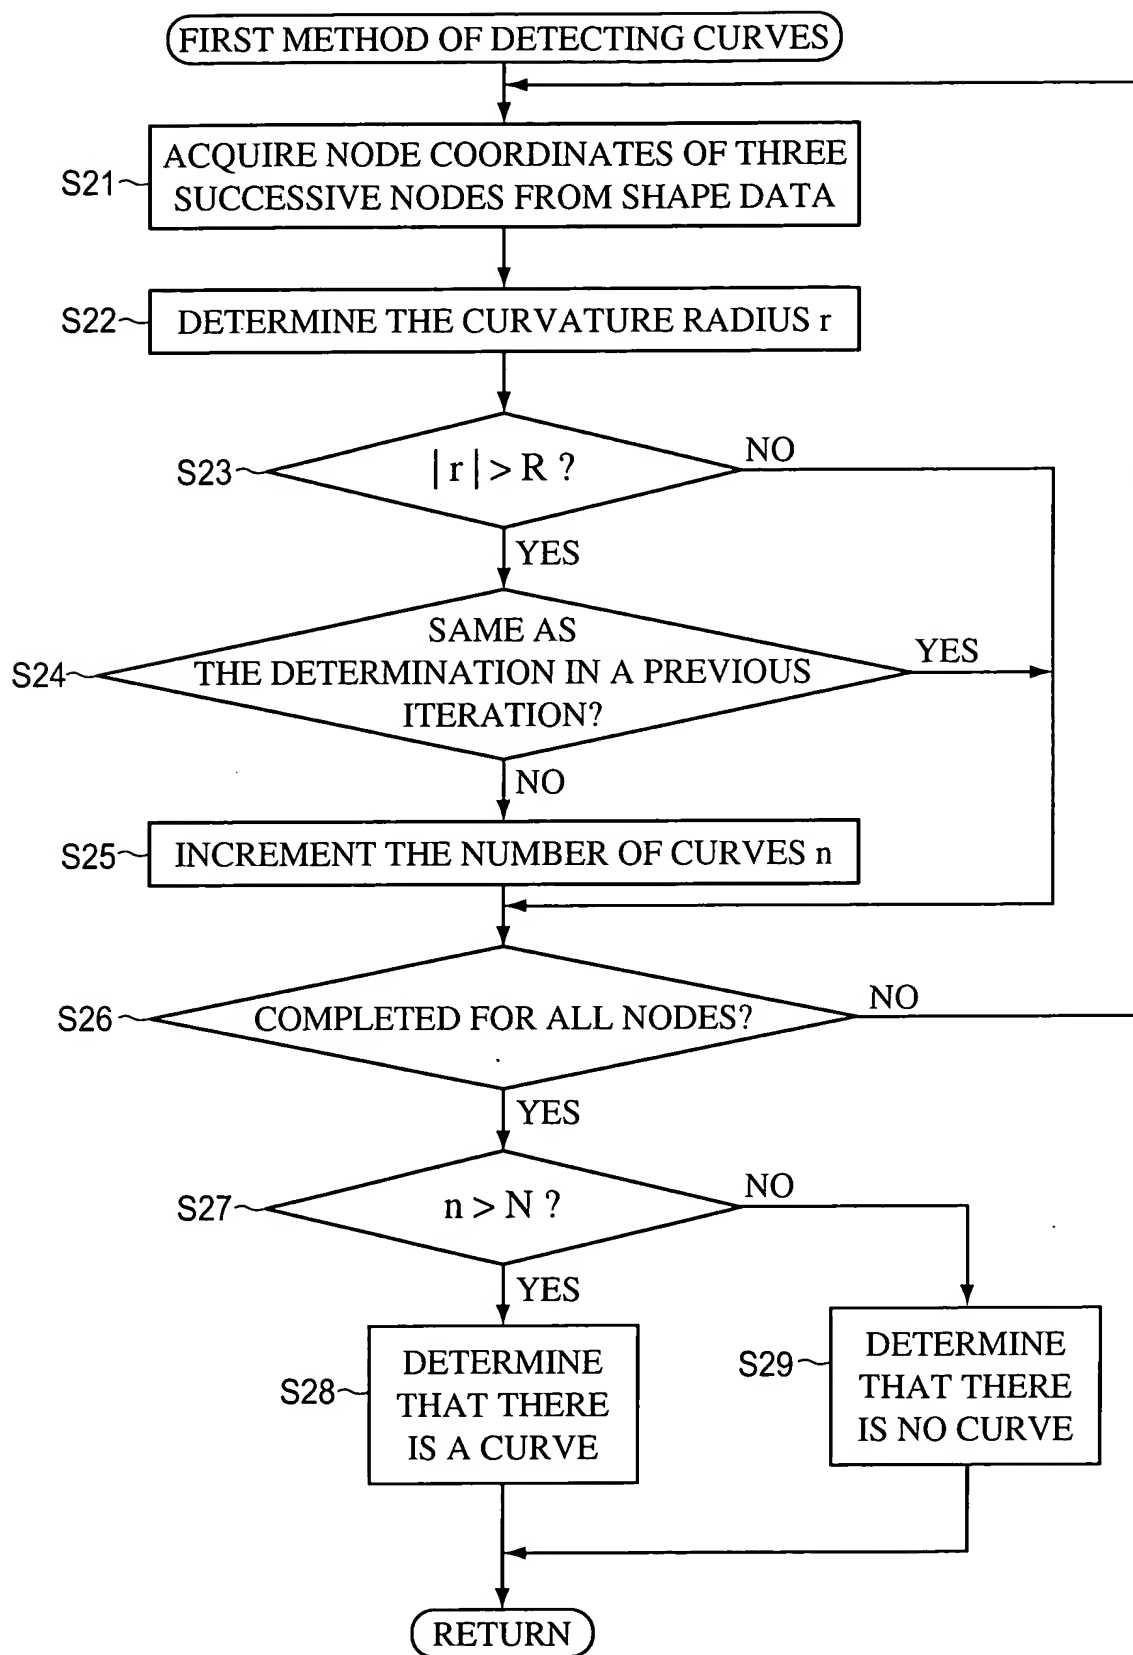 FIRST METHOD OF DETECTING CURVES
S21
ACQUIRE NODE COORDINATES OF THREE
SUCCESSIVE NODES FROM SHAPE DATA
S22
DETERMINE THE CURVATURE RADIUS r
S23
| r | > R ?
NO
YES
S24
SAME AS
THE DETERMINATION IN A PREVIOUS
ITERATION?
YES
NO
S25
INCREMENT THE NUMBER OF CURVES n
S26
COMPLETED FOR ALL NODES?
NO
YES
S27
n > N ?
NO
YES
S28
DETERMINE
THAT THERE
IS A CURVE
S29
DETERMINE
THAT THERE
IS NO CURVE
RETURN